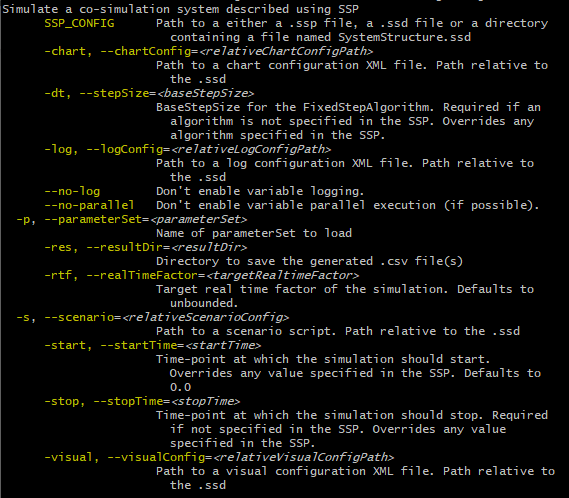 Simulate a co-simulation system described using SSP
SSP_CONFIG Path to a either a .ssp file, a .ssd file or a directory
containing a file named SystemStructure.ssd
-chart, --chartConfig=<relativeChartConfigPath>
Path to a chart configuration XML file. Path relative to
the .ssd
-dt, --stepSize=<baseStepSize>
BaseStepSize for the FixedStepAlgorithm. Required if an
algorithm is not specified in the SSP. Overrides any
algorithm specified in the SSP.
-log, --logConfig=<relativeLogConfigPath>
Path to a log configuration XML file. Path relative to
the .ssd
--no-log Don't enable variable logging.
--no-parallel Don't enable variable parallel execution (if possible).
-p, --parameterSet=<parameterSet>
Name of parameterSet to load
-res, --resultDir=<resultDir>
Directory to save the generated .csv file(s)
-rtf, --realTimeFactor=<targetRealtimeFactor>
Target real time factor of the simulation. Defaults to
unbounded.
-s, --scenario=<relativeScenarioConfig>
Path to a scenario script. Path relative to the .ssd
-start, --startTime=<startTime>
Time-point at which the simulation should start.
Overrides any value specified in the SSP. Defaults to
0.0
-stop, --stopTime=<stopTime>
Time-point at which the simulation should stop. Required
if not specified in the SSP. Overrides any value
specified in the SSP.
-visual, --visualConfig=<relativeVisualConfigPath>
Path to a visual configuration XML file. Path relative to
the .ssd